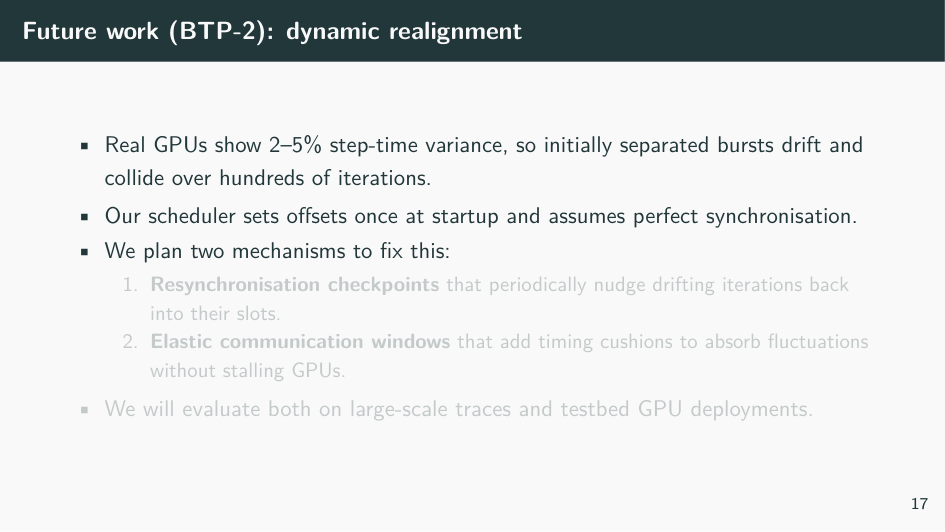 Future work (BTP-2): dynamic realignment
▪ Real GPUs show 2–5% step-time variance, so initially separated bursts drift and
collide over hundreds of iterations.
▪ Our scheduler sets offsets once at startup and assumes perfect synchronisation.
▪ We plan two mechanisms to fix this:
1. Resynchronisation checkpoints that periodically nudge drifting iterations back
into their slots.
2. Elastic communication windows that add timing cushions to absorb fluctuations
without stalling GPUs.
▪ We will evaluate both on large-scale traces and testbed GPU deployments.
17